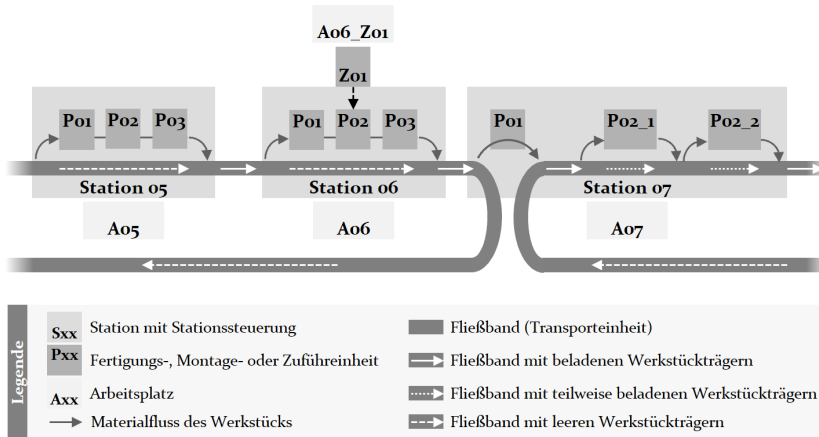 A06_Z01
Z01
P01 P02 P03
P01 P02 P03
P01
P02_1
P02_2
Station 05
Station 06
Station 07
A05
A06
A07
Legende
Sxx Station mit Stationssteuerung
Pxx Fertigungs-, Montage- oder Zuführeinheit
Axx Arbeitsplatz
Materialfluss des Werkstücks
Fließband (Transporteinheit)
Fließband mit beladenen Werkstückträgern
Fließband mit teilweise beladenen Werkstückträgern
Fließband mit leeren Werkstückträgern